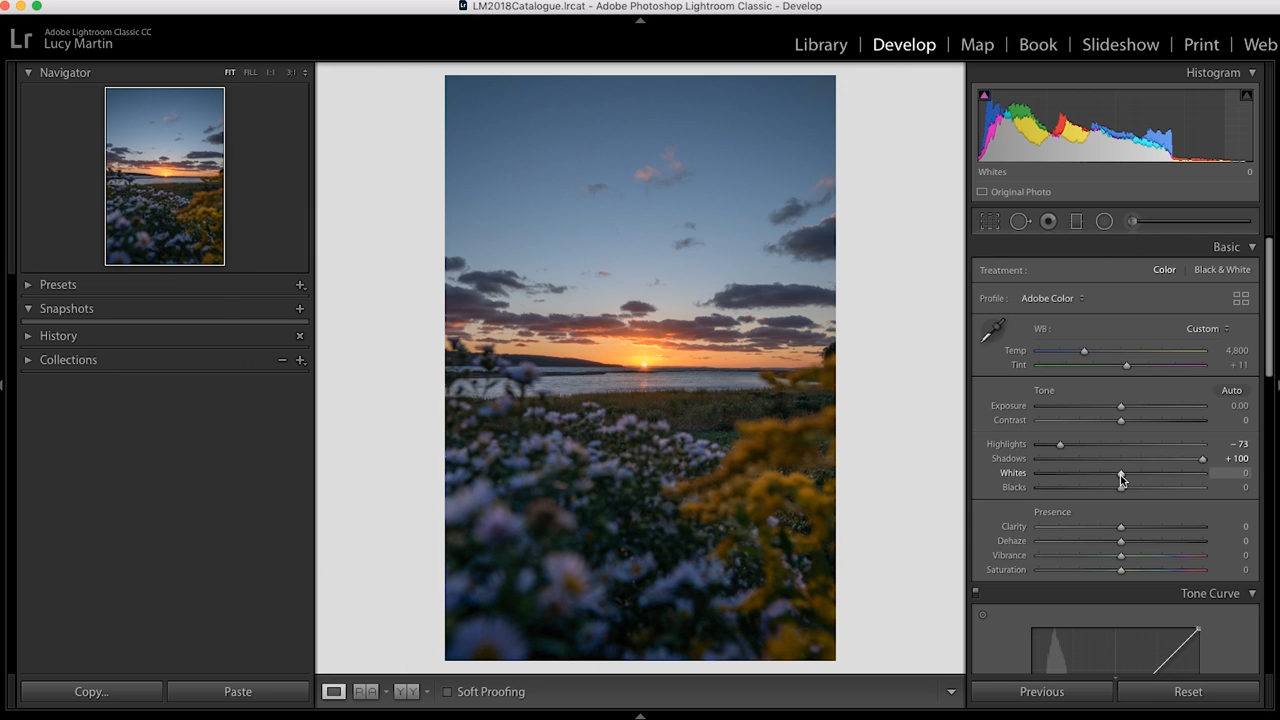 LM2018Catalogue.lrcat - Adobe Photoshop Lightroom Classic - Develop
Lr
Adobe Lightroom Classic CC
Lucy Martin
Library | Develop | Map | Book | Slideshow | Print | Web
Navigator FIT FILL 1:1 3:1
Presets
Snapshots
History
Collections
Copy...
Paste
Soft Proofing
Histogram
Whites 0
Original Photo
Basic
Treatment : Color Black & White
Profile : Adobe Color
WB : Custom
Temp 4,800
Tint + 11
Tone Auto
Exposure 0.00
Contrast 0
Highlights – 73
Shadows + 100
Whites 0
Blacks 0
Presence
Clarity 0
Dehaze 0
Vibrance 0
Saturation 0
Tone Curve
Previous
Reset